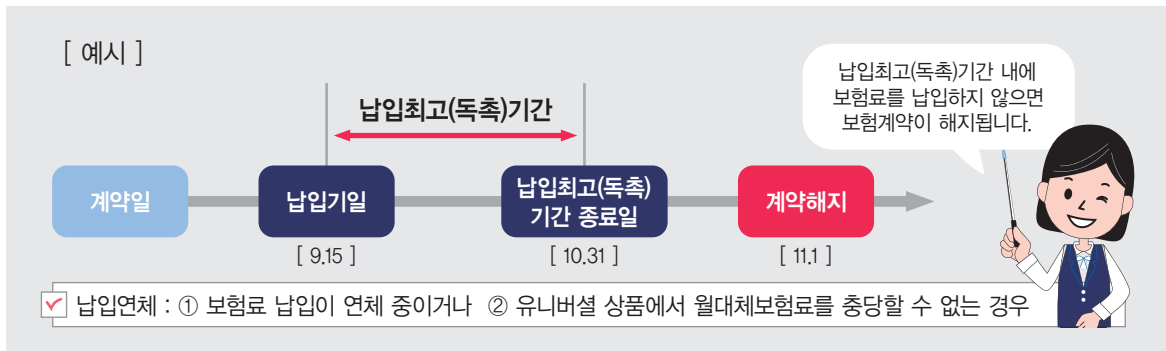 [ 예시 ]
납입최고(독촉)기간 내에
보험료를 납입하지 않으면
보험계약이 해지됩니다.
납입최고(독촉)기간
계약일
납입기일
납입최고(독촉)
기간 종료일
계약해지
[ 9.15 ]
[ 10.31 ]
[ 11.1 ]
납입연체 : ① 보험료 납입이 연체 중이거나 ② 유니버셜 상품에서 월대체보험료를 충당할 수 없는 경우